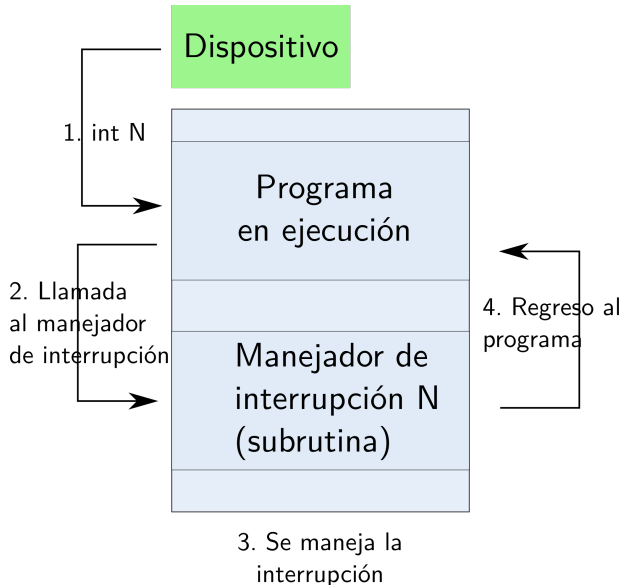 Dispositivo
1. int N
Programa
en ejecución
2. Llamada
al manejador
de interrupción
4. Regreso al
programa
Manejador de
interrupción N
(subrutina)
3. Se maneja la
interrupción